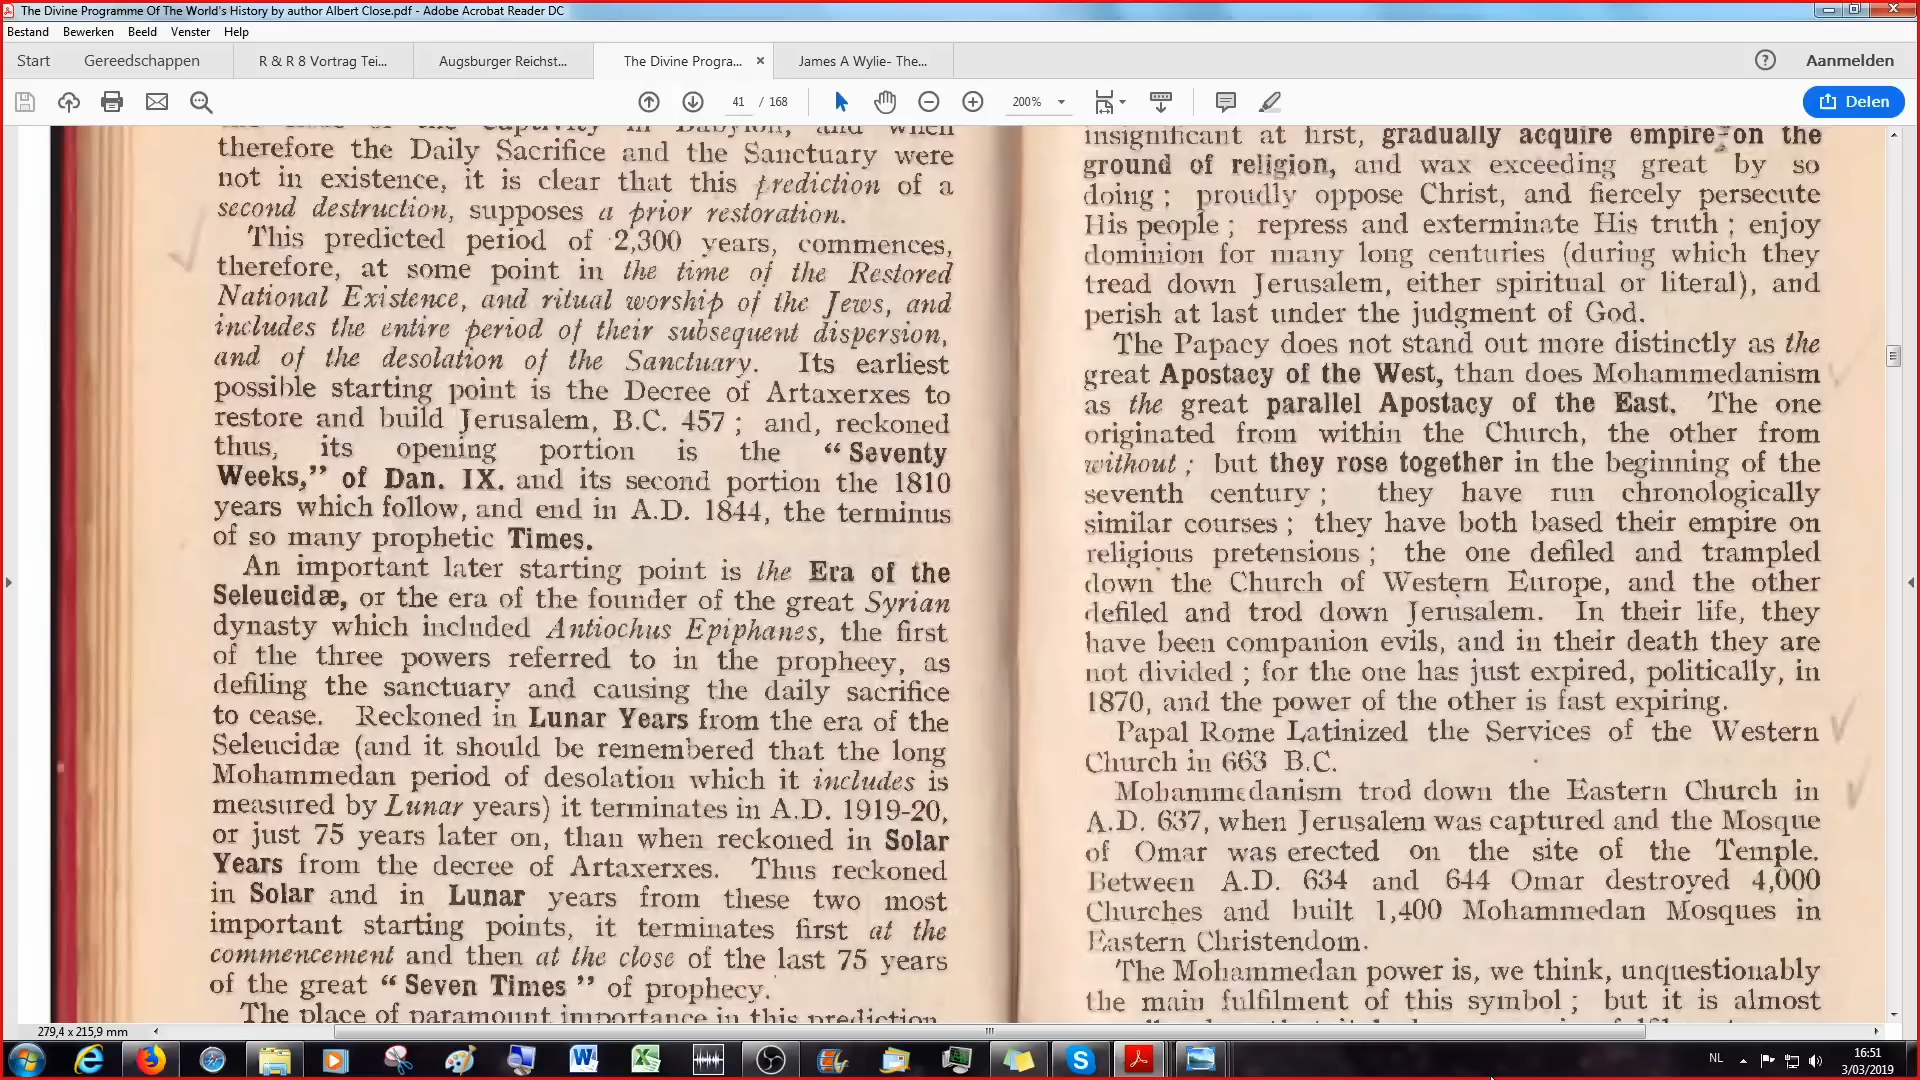 The Divine Programme Of The World's History by author Albert Close.pdf - Adobe Acrobat Reader DC
Bestand Bewerken Beeld Venster Help
Start Gereedschappen R & R 8 Vortrag Tei... Augsburger Reichst... The Divine Progra... × James A Wylie- The... Aanmelden
41 / 168 200% Delen
therefore the Daily Sacrifice and the Sanctuary were
not in existence, it is clear that this prediction of a
second destruction, supposes a prior restoration.
This predicted period of 2,300 years, commences,
therefore, at some point in the time of the Restored
National Existence, and ritual worship of the Jews, and
includes the entire period of their subsequent dispersion,
and of the desolation of the Sanctuary. Its earliest
possible starting point is the Decree of Artaxerxes to
restore and build Jerusalem, B.C. 457 ; and, reckoned
thus, its opening portion is the "Seventy
Weeks," of Dan. IX. and its second portion the 1810
years which follow, and end in A.D. 1844, the terminus
of so many prophetic Times.
An important later starting point is the Era of the
Seleucidæ, or the era of the founder of the great Syrian
dynasty which included Antiochus Epiphanes, the first
of the three powers referred to in the prophecy, as
defiling the sanctuary and causing the daily sacrifice
to cease. Reckoned in Lunar Years from the era of the
Seleucidæ (and it should be remembered that the long
Mohammedan period of desolation which it includes is
measured by Lunar years) it terminates in A.D. 1919-20,
or just 75 years later on, than when reckoned in Solar
Years from the decree of Artaxerxes. Thus reckoned
in Solar and in Lunar years from these two most
important starting points, it terminates first at the
commencement and then at the close of the last 75 years
of the great "Seven Times" of prophecy.
The place of paramount importance in this prediction
insignificant at first, gradually acquire empire on the
ground of religion, and wax exceeding great by so
doing ; proudly oppose Christ, and fiercely persecute
His people ; repress and exterminate His truth ; enjoy
dominion for many long centuries (during which they
tread down Jerusalem, either spiritual or literal), and
perish at last under the judgment of God.
The Papacy does not stand out more distinctly as the
great Apostacy of the West, than does Mohammedanism
as the great parallel Apostacy of the East. The one
originated from within the Church, the other from
without ; but they rose together in the beginning of the
seventh century ; they have run chronologically
similar courses ; they have both based their empire on
religious pretensions ; the one defiled and trampled
down the Church of Western Europe, and the other
defiled and trod down Jerusalem. In their life, they
have been companion evils, and in their death they are
not divided ; for the one has just expired, politically, in
1870, and the power of the other is fast expiring.
Papal Rome Latinized the Services of the Western
Church in 663 B.C.
Mohammedanism trod down the Eastern Church in
A.D. 637, when Jerusalem was captured and the Mosque
of Omar was erected on the site of the Temple.
Between A.D. 634 and 644 Omar destroyed 4,000
Churches and built 1,400 Mohammedan Mosques in
Eastern Christendom.
The Mohammedan power is, we think, unquestionably
the main fulfilment of this symbol ; but it is almost
279,4 x 215,9 mm
NL 16:51
3/03/2019